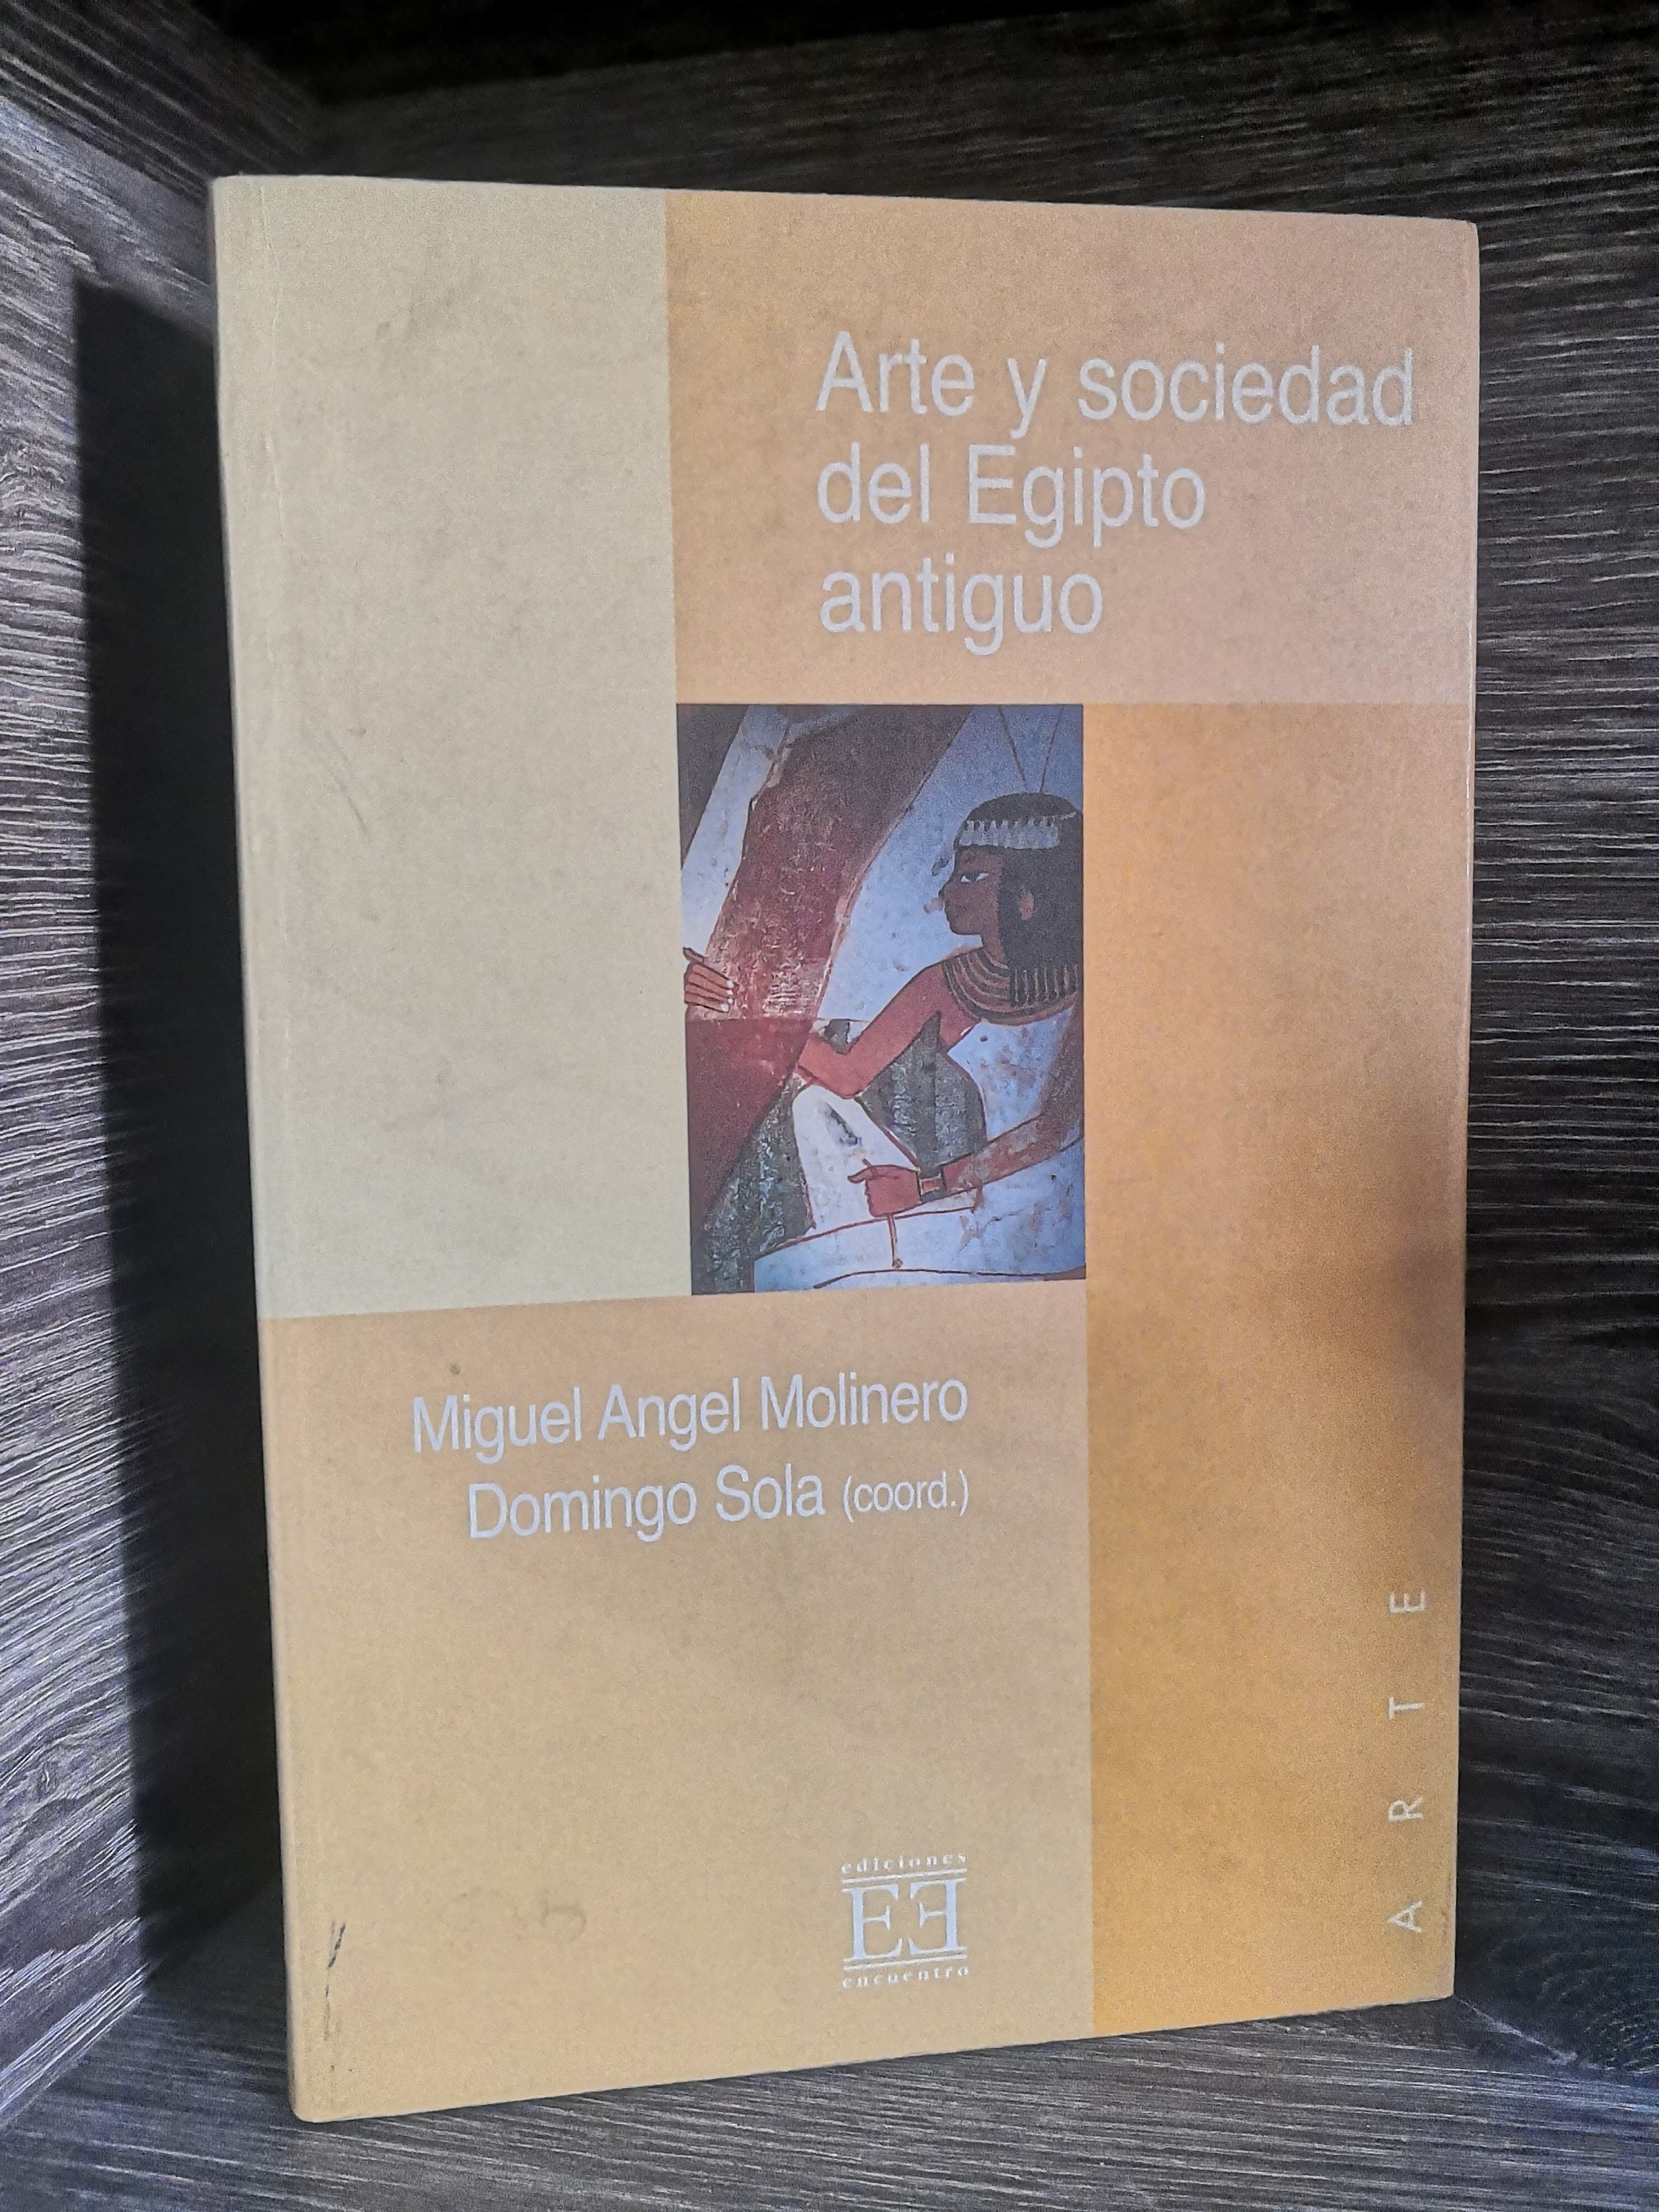 Arte y sociedad
del Egipto
antiguo
Miguel Angel Molinero
Domingo Sola (coord.)
ARTE
ediciones
EE
encuentro